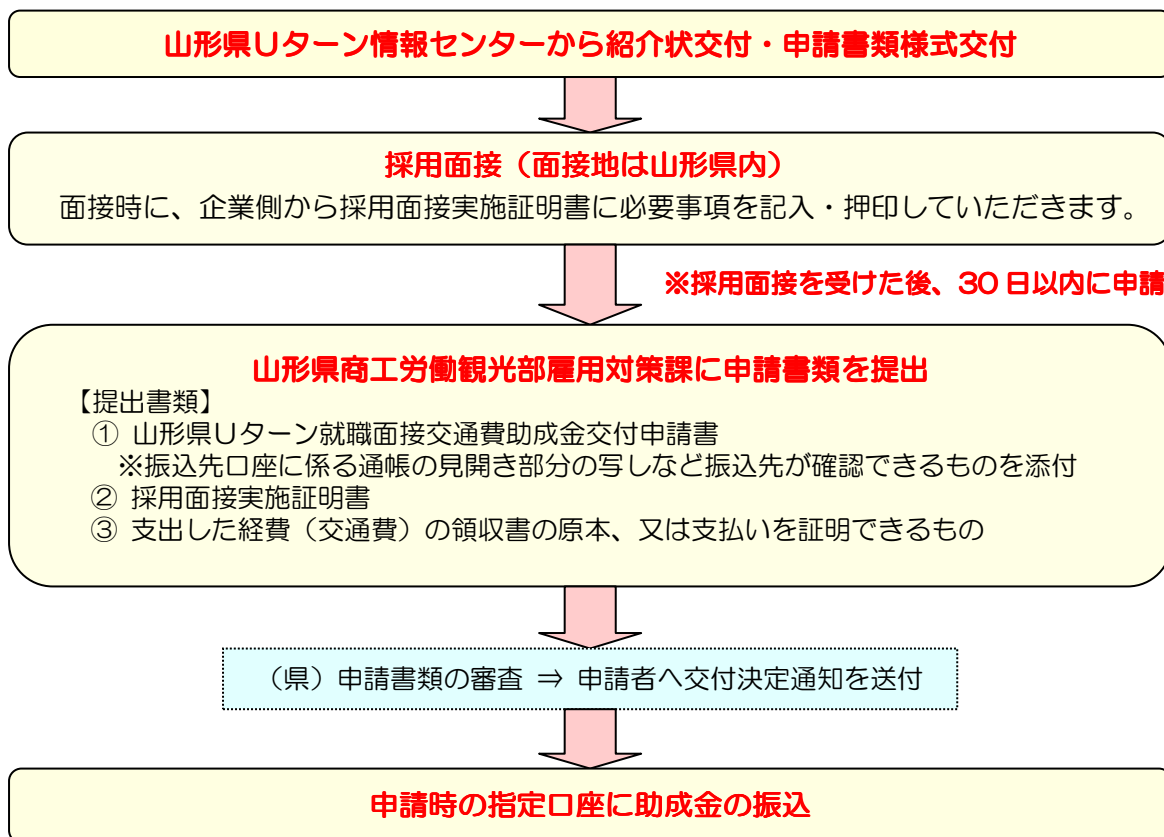 山形県Uターン情報センターから紹介状交付・申請書類様式交付
採用面接（面接地は山形県内）
面接時に、企業側から採用面接実施証明書に必要事項を記入・押印していただきます。
※採用面接を受けた後、30日以内に申請
山形県商工労働観光部雇用対策課に申請書類を提出
【提出書類】
① 山形県Uターン就職面接交通費助成金交付申請書
※振込先口座に係る通帳の見開き部分の写しなど振込先が確認できるものを添付
② 採用面接実施証明書
③ 支出した経費（交通費）の領収書の原本、又は支払いを証明できるもの
（県）申請書類の審査 ⇒ 申請者へ交付決定通知を送付
申請時の指定口座に助成金の振込